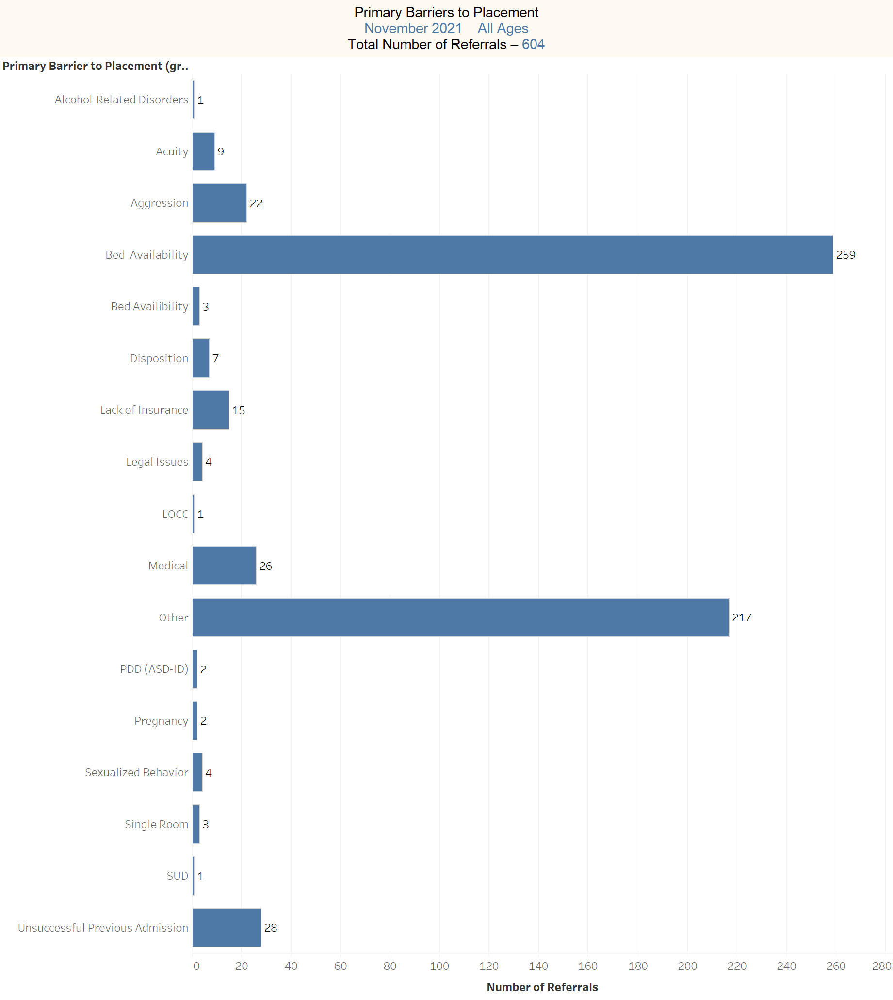 Primary Barriers to Placement
November 2021 All Ages
Total Number of Referrals – 604
Primary Barrier to Placement (gr..
Alcohol-Related Disorders 1
Acuity 9
Aggression 22
Bed  Availability 259
Bed Availibility 3
Disposition 7
Lack of Insurance 15
Legal Issues 4
LOCC 1
Medical 26
Other 217
PDD (ASD-ID) 2
Pregnancy 2
Sexualized Behavior 4
Single Room 3
SUD 1
Unsuccessful Previous Admission 28
0 20 40 60 80 100 120 140 160 180 200 220 240 260 280
Number of Referrals